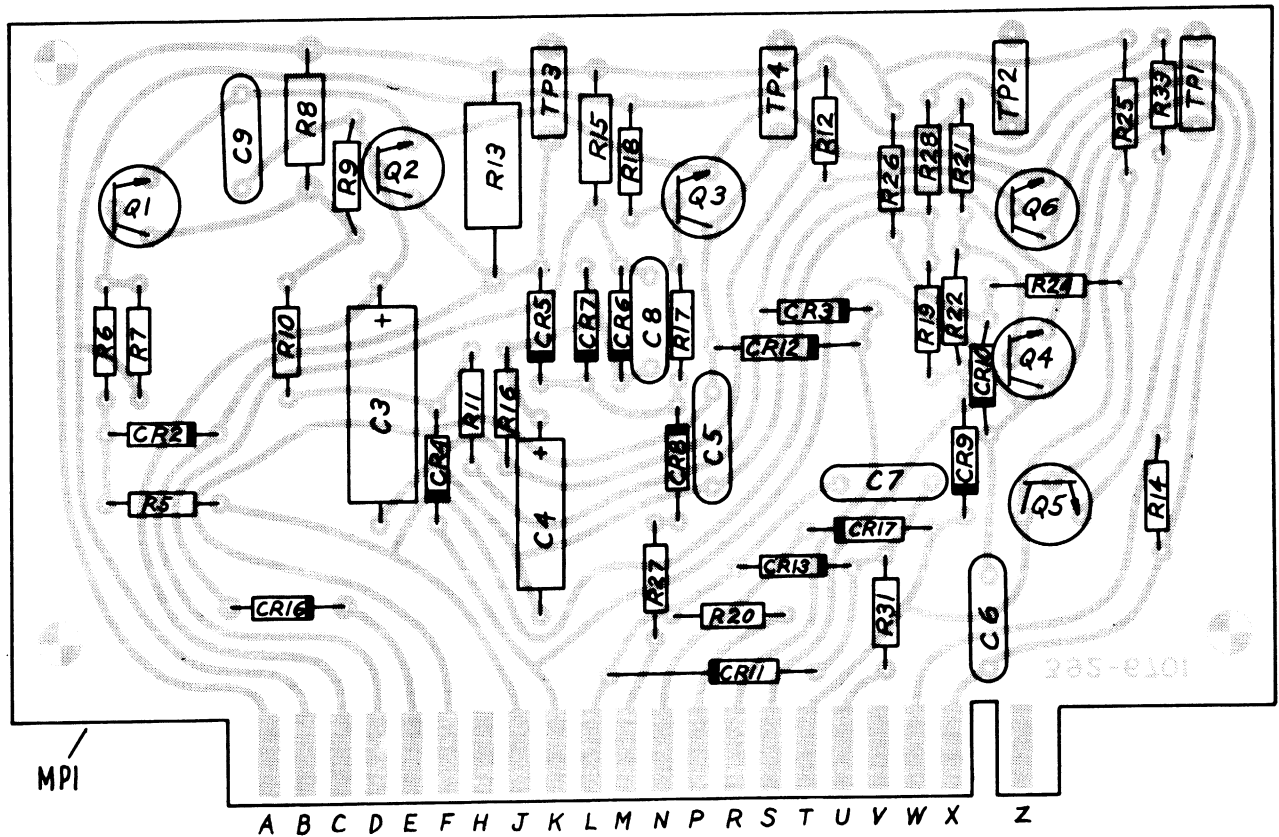 TP3
TP4
TP2
R25
R33
TP1
C9
R8
R9
Q2
R13
R15
R18
R12
R26
R28
R21
Q1
Q3
Q6
R6
R7
R10
+
C3
CR5
CR7
CR6
C8
R17
CR3
CR12
R19
R22
R24
CR10
Q4
R11
R16
CR2
CR4
R5
+
C4
CR8
C5
C7
CR9
Q5
R14
CR17
CR16
R27
CR13
R20
R31
C6
CR11
592-6701
MP1
A B C D E F H J K L M N P R S T U V W X Z